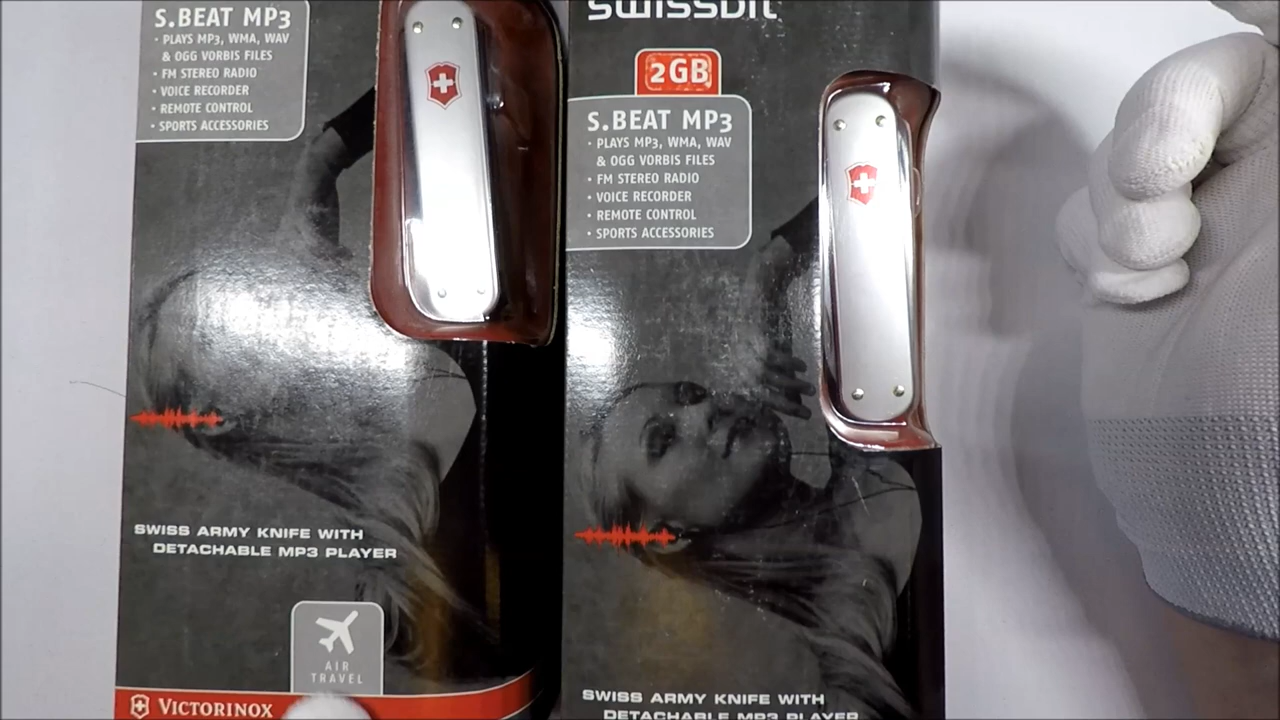 S.BEAT MP3
• PLAYS MP3, WMA, WAV
& OGG VORBIS FILES
• FM STEREO RADIO
• VOICE RECORDER
• REMOTE CONTROL
• SPORTS ACCESSORIES
SWISS ARMY KNIFE WITH
DETACHABLE MP3 PLAYER
AIR
TRAVEL
VICTORINOX
swissbit
2GB
S.BEAT MP3
• PLAYS MP3, WMA, WAV
& OGG VORBIS FILES
• FM STEREO RADIO
• VOICE RECORDER
• REMOTE CONTROL
• SPORTS ACCESSORIES
SWISS ARMY KNIFE WITH
DETACHABLE MP3 PLAYER